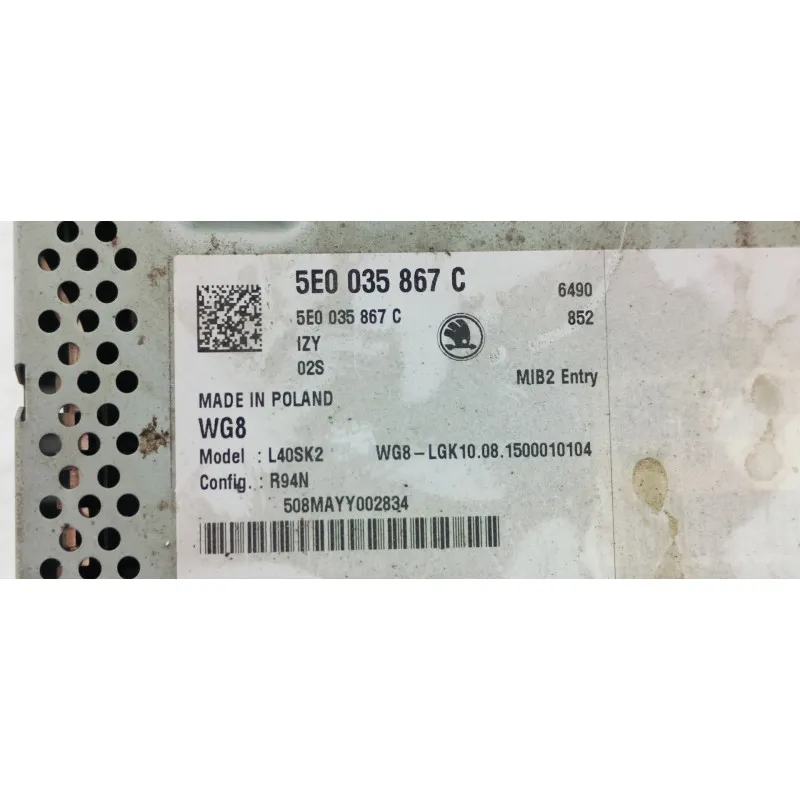 5E0 035 867 C
6490
5E0 035 867 C
852
IZY
02S
MIB2 Entry
MADE IN POLAND
WG8
Model : L40SK2 WG8-LGK10.08.1500010104
Config. : R94N
508MAYY002834